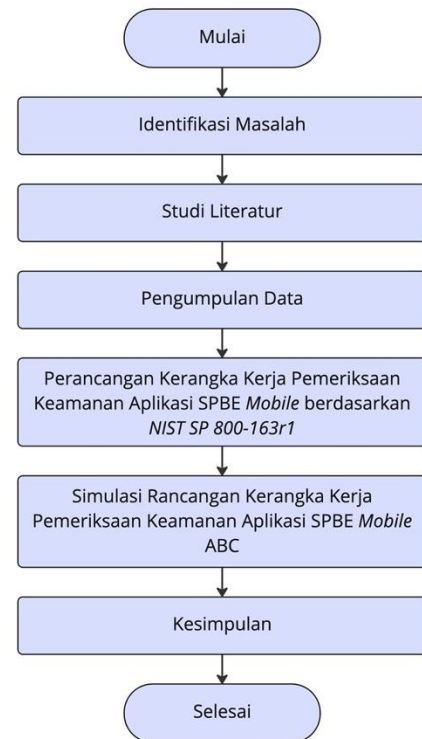 Mulai
Identifikasi Masalah
Studi Literatur
Pengumpulan Data
Perancangan Kerangka Kerja Pemeriksaan
Keamanan Aplikasi SPBE Mobile berdasarkan
NIST SP 800-163r1
Simulasi Rancangan Kerangka Kerja
Pemeriksaan Keamanan Aplikasi SPBE Mobile
ABC
Kesimpulan
Selesai